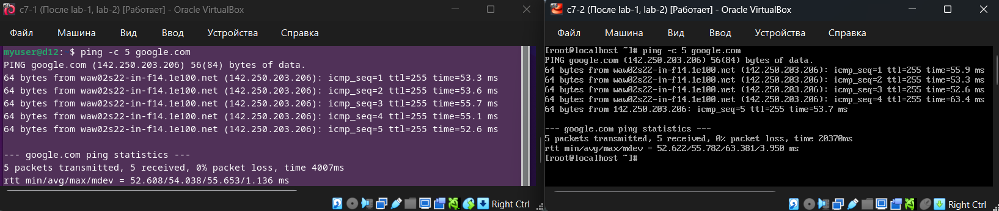 c7-1 (После lab-1, lab-2) [Работает] - Oracle VirtualBox
Файл Машина Вид Ввод Устройства Справка
myuser@d12: $ ping -c 5 google.com
PING google.com (142.250.203.206) 56(84) bytes of data.
64 bytes from waw02s22-in-f14.1e100.net (142.250.203.206): icmp_seq=1 ttl=255 time=53.3 ms
64 bytes from waw02s22-in-f14.1e100.net (142.250.203.206): icmp_seq=2 ttl=255 time=53.6 ms
64 bytes from waw02s22-in-f14.1e100.net (142.250.203.206): icmp_seq=3 ttl=255 time=55.7 ms
64 bytes from waw02s22-in-f14.1e100.net (142.250.203.206): icmp_seq=4 ttl=255 time=55.1 ms
64 bytes from waw02s22-in-f14.1e100.net (142.250.203.206): icmp_seq=5 ttl=255 time=52.6 ms
--- google.com ping statistics ---
5 packets transmitted, 5 received, 0% packet loss, time 4007ms
rtt min/avg/max/mdev = 52.608/54.038/55.653/1.136 ms
Right Ctrl
c7-2 (После lab-1, lab-2) [Работает] - Oracle VirtualBox
Файл Машина Вид Ввод Устройства Справка
[root@localhost ~]# ping -c 5 google.com
PING google.com (142.250.203.206) 56(84) bytes of data.
64 bytes from waw02s22-in-f14.1e100.net (142.250.203.206): icmp_seq=1 ttl=255 time=55.9 ms
64 bytes from waw02s22-in-f14.1e100.net (142.250.203.206): icmp_seq=2 ttl=255 time=53.3 ms
64 bytes from waw02s22-in-f14.1e100.net (142.250.203.206): icmp_seq=3 ttl=255 time=52.6 ms
64 bytes from waw02s22-in-f14.1e100.net (142.250.203.206): icmp_seq=4 ttl=255 time=63.4 ms
64 bytes from 142.250.203.206: icmp_seq=5 ttl=255 time=53.7 ms
--- google.com ping statistics ---
5 packets transmitted, 5 received, 0% packet loss, time 20370ms
rtt min/avg/max/mdev = 52.622/55.782/63.381/3.950 ms
[root@localhost ~]#
Right Ctrl